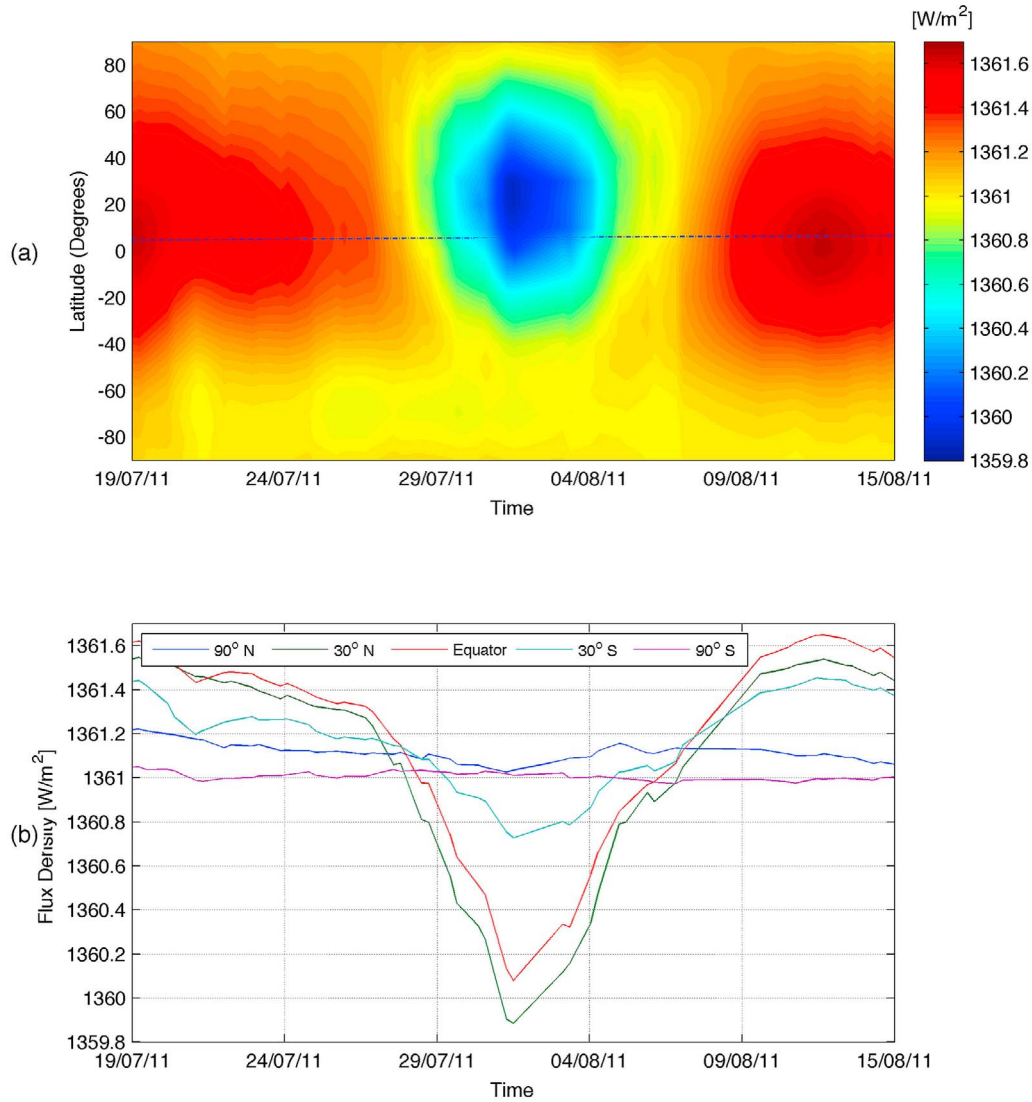 [W/m²]
80
60
40
20
0
-20
-40
-60
-80
Latitude (Degrees)
(a)
19/07/11 24/07/11 29/07/11 04/08/11 09/08/11 15/08/11
Time
1361.6
1361.4
1361.2
1361
1360.8
1360.6
1360.4
1360.2
1360
1359.8
90° N 30° N Equator 30° S 90° S
1361.6
1361.4
1361.2
1361
1360.8
1360.6
1360.4
1360.2
1360
1359.8
Flux Density [W/m²]
(b)
19/07/11 24/07/11 29/07/11 04/08/11 09/08/11 15/08/11
Time